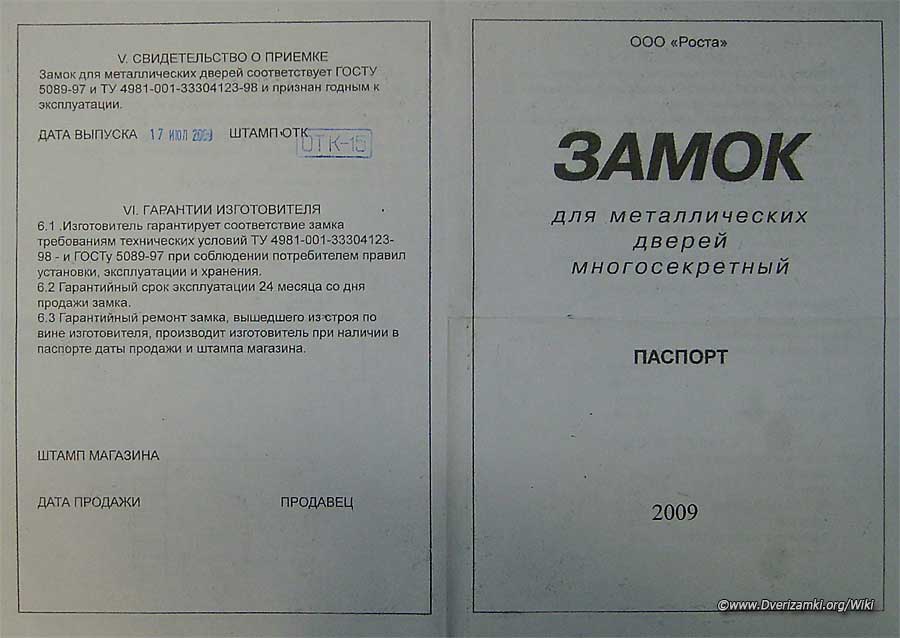 V. СВИДЕТЕЛЬСТВО О ПРИЕМКЕ
Замок для металлических дверей соответствует ГОСТУ
5089-97 и ТУ 4981-001-33304123-98 и признан годным к
эксплуатации.
ДАТА ВЫПУСКА 17 ИЮЛ 2009 ШТАМП ОТК
ОТК-15
VI. ГАРАНТИИ ИЗГОТОВИТЕЛЯ
6.1 .Изготовитель гарантирует соответствие замка
требованиям технических условий ТУ 4981-001-33304123-
98 - и ГОСТу 5089-97 при соблюдении потребителем правил
установки, эксплуатации и хранения.
6.2 Гарантийный срок эксплуатации 24 месяца со дня
продажи замка.
6.3 Гарантийный ремонт замка, вышедшего из строя по
вине изготовителя, производит изготовитель при наличии в
паспорте даты продажи и штампа магазина.
ШТАМП МАГАЗИНА
ДАТА ПРОДАЖИ ПРОДАВЕЦ
ООО «Роста»
ЗАМОК
для металлических
дверей
многосекретный
ПАСПОРТ
2009
©www.Dverizamki.org/Wiki